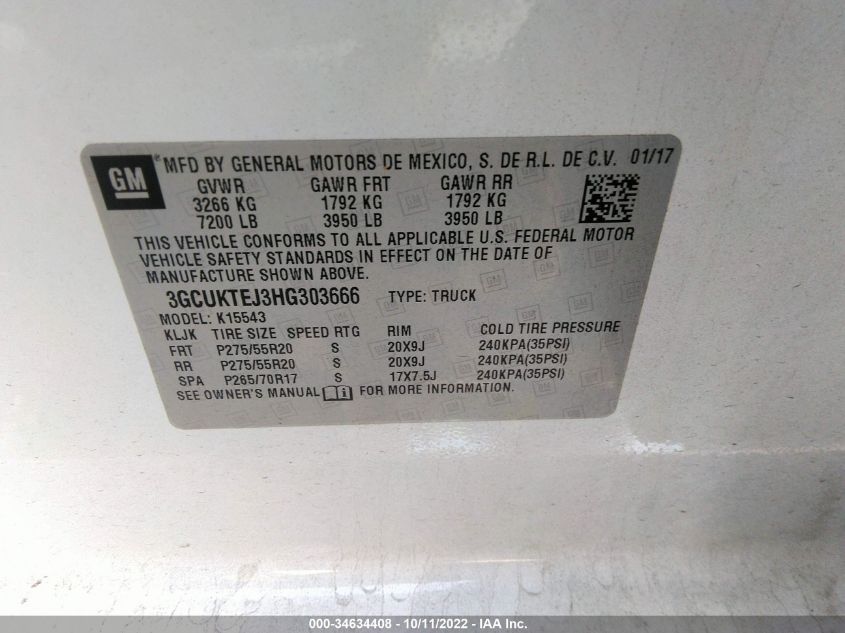 GM ® MFD BY GENERAL MOTORS DE MEXICO, S. DE R.L. DE C.V. 01/17
GVWR GAWR FRT GAWR RR
3266 KG 1792 KG 1792 KG
7200 LB 3950 LB 3950 LB
THIS VEHICLE CONFORMS TO ALL APPLICABLE U.S. FEDERAL MOTOR
VEHICLE SAFETY STANDARDS IN EFFECT ON THE DATE OF
MANUFACTURE SHOWN ABOVE.
3GCUKTEJ3HG303666 TYPE: TRUCK
MODEL: K15543
KLJK TIRE SIZE SPEED RTG RIM COLD TIRE PRESSURE
FRT P275/55R20 S 20X9J 240KPA(35PSI)
RR P275/55R20 S 20X9J 240KPA(35PSI)
SPA P265/70R17 S 17X7.5J 240KPA(35PSI)
SEE OWNER'S MANUAL FOR MORE INFORMATION.
000-34634408 - 10/11/2022 - IAA Inc.